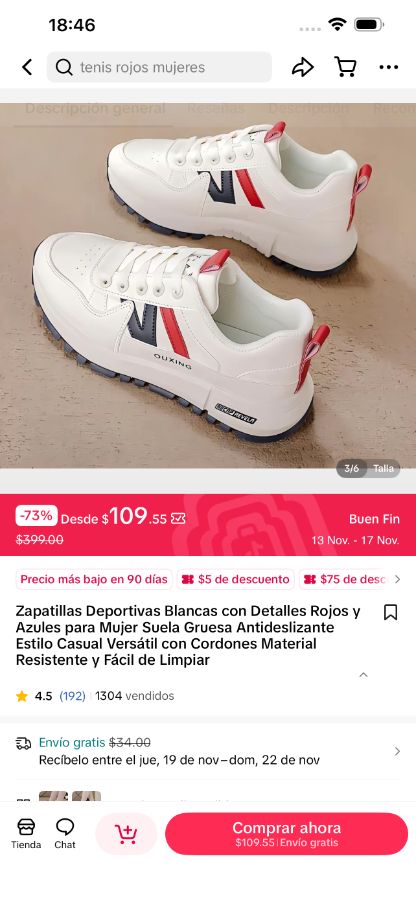 18:46
tenis rojos mujeres
Descripción general Reseñas Descripción Recom
OUXING
3/6 Talla
-73% Desde $109.55
Buen Fin
$399.00
13 Nov. - 17 Nov.
Precio más bajo en 90 días $5 de descuento $75 de desc
Zapatillas Deportivas Blancas con Detalles Rojos y
Azules para Mujer Suela Gruesa Antideslizante
Estilo Casual Versátil con Cordones Material
Resistente y Fácil de Limpiar
4.5 (192) 1304 vendidos
Envío gratis $34.00
Recíbelo entre el jue, 19 de nov–dom, 22 de nov
Tienda
Chat
Comprar ahora
$109.55 | Envío gratis